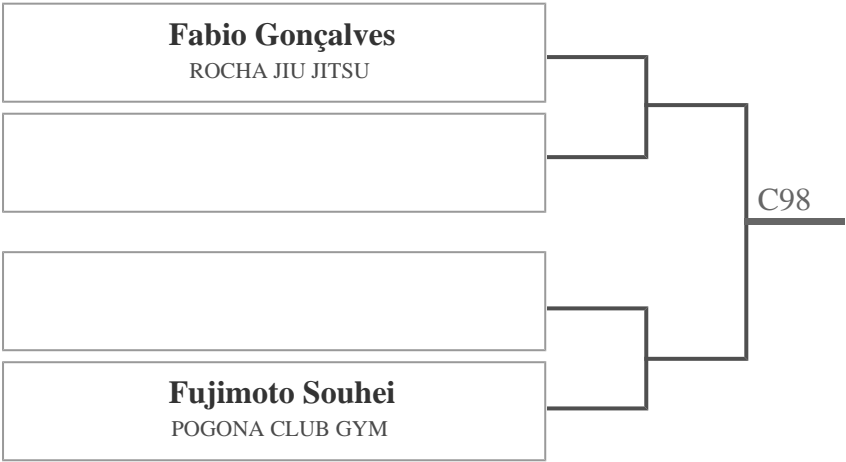 Fabio Gonçalves
ROCHA JIU JITSU
C98
Fujimoto Souhei
POGONA CLUB GYM